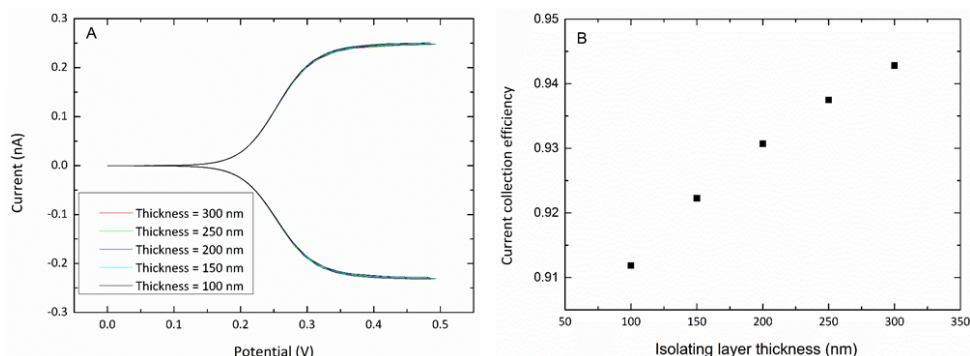 A
0.3
0.2
0.1
0.0
-0.1
-0.2
-0.3
Current (nA)
Thickness = 300 nm
Thickness = 250 nm
Thickness = 200 nm
Thickness = 150 nm
Thickness = 100 nm
0.0 0.1 0.2 0.3 0.4 0.5
Potential (V)
B
0.95
0.94
0.93
0.92
0.91
Current collection efficiency
50 100 150 200 250 300 350
Isolating layer thickness (nm)